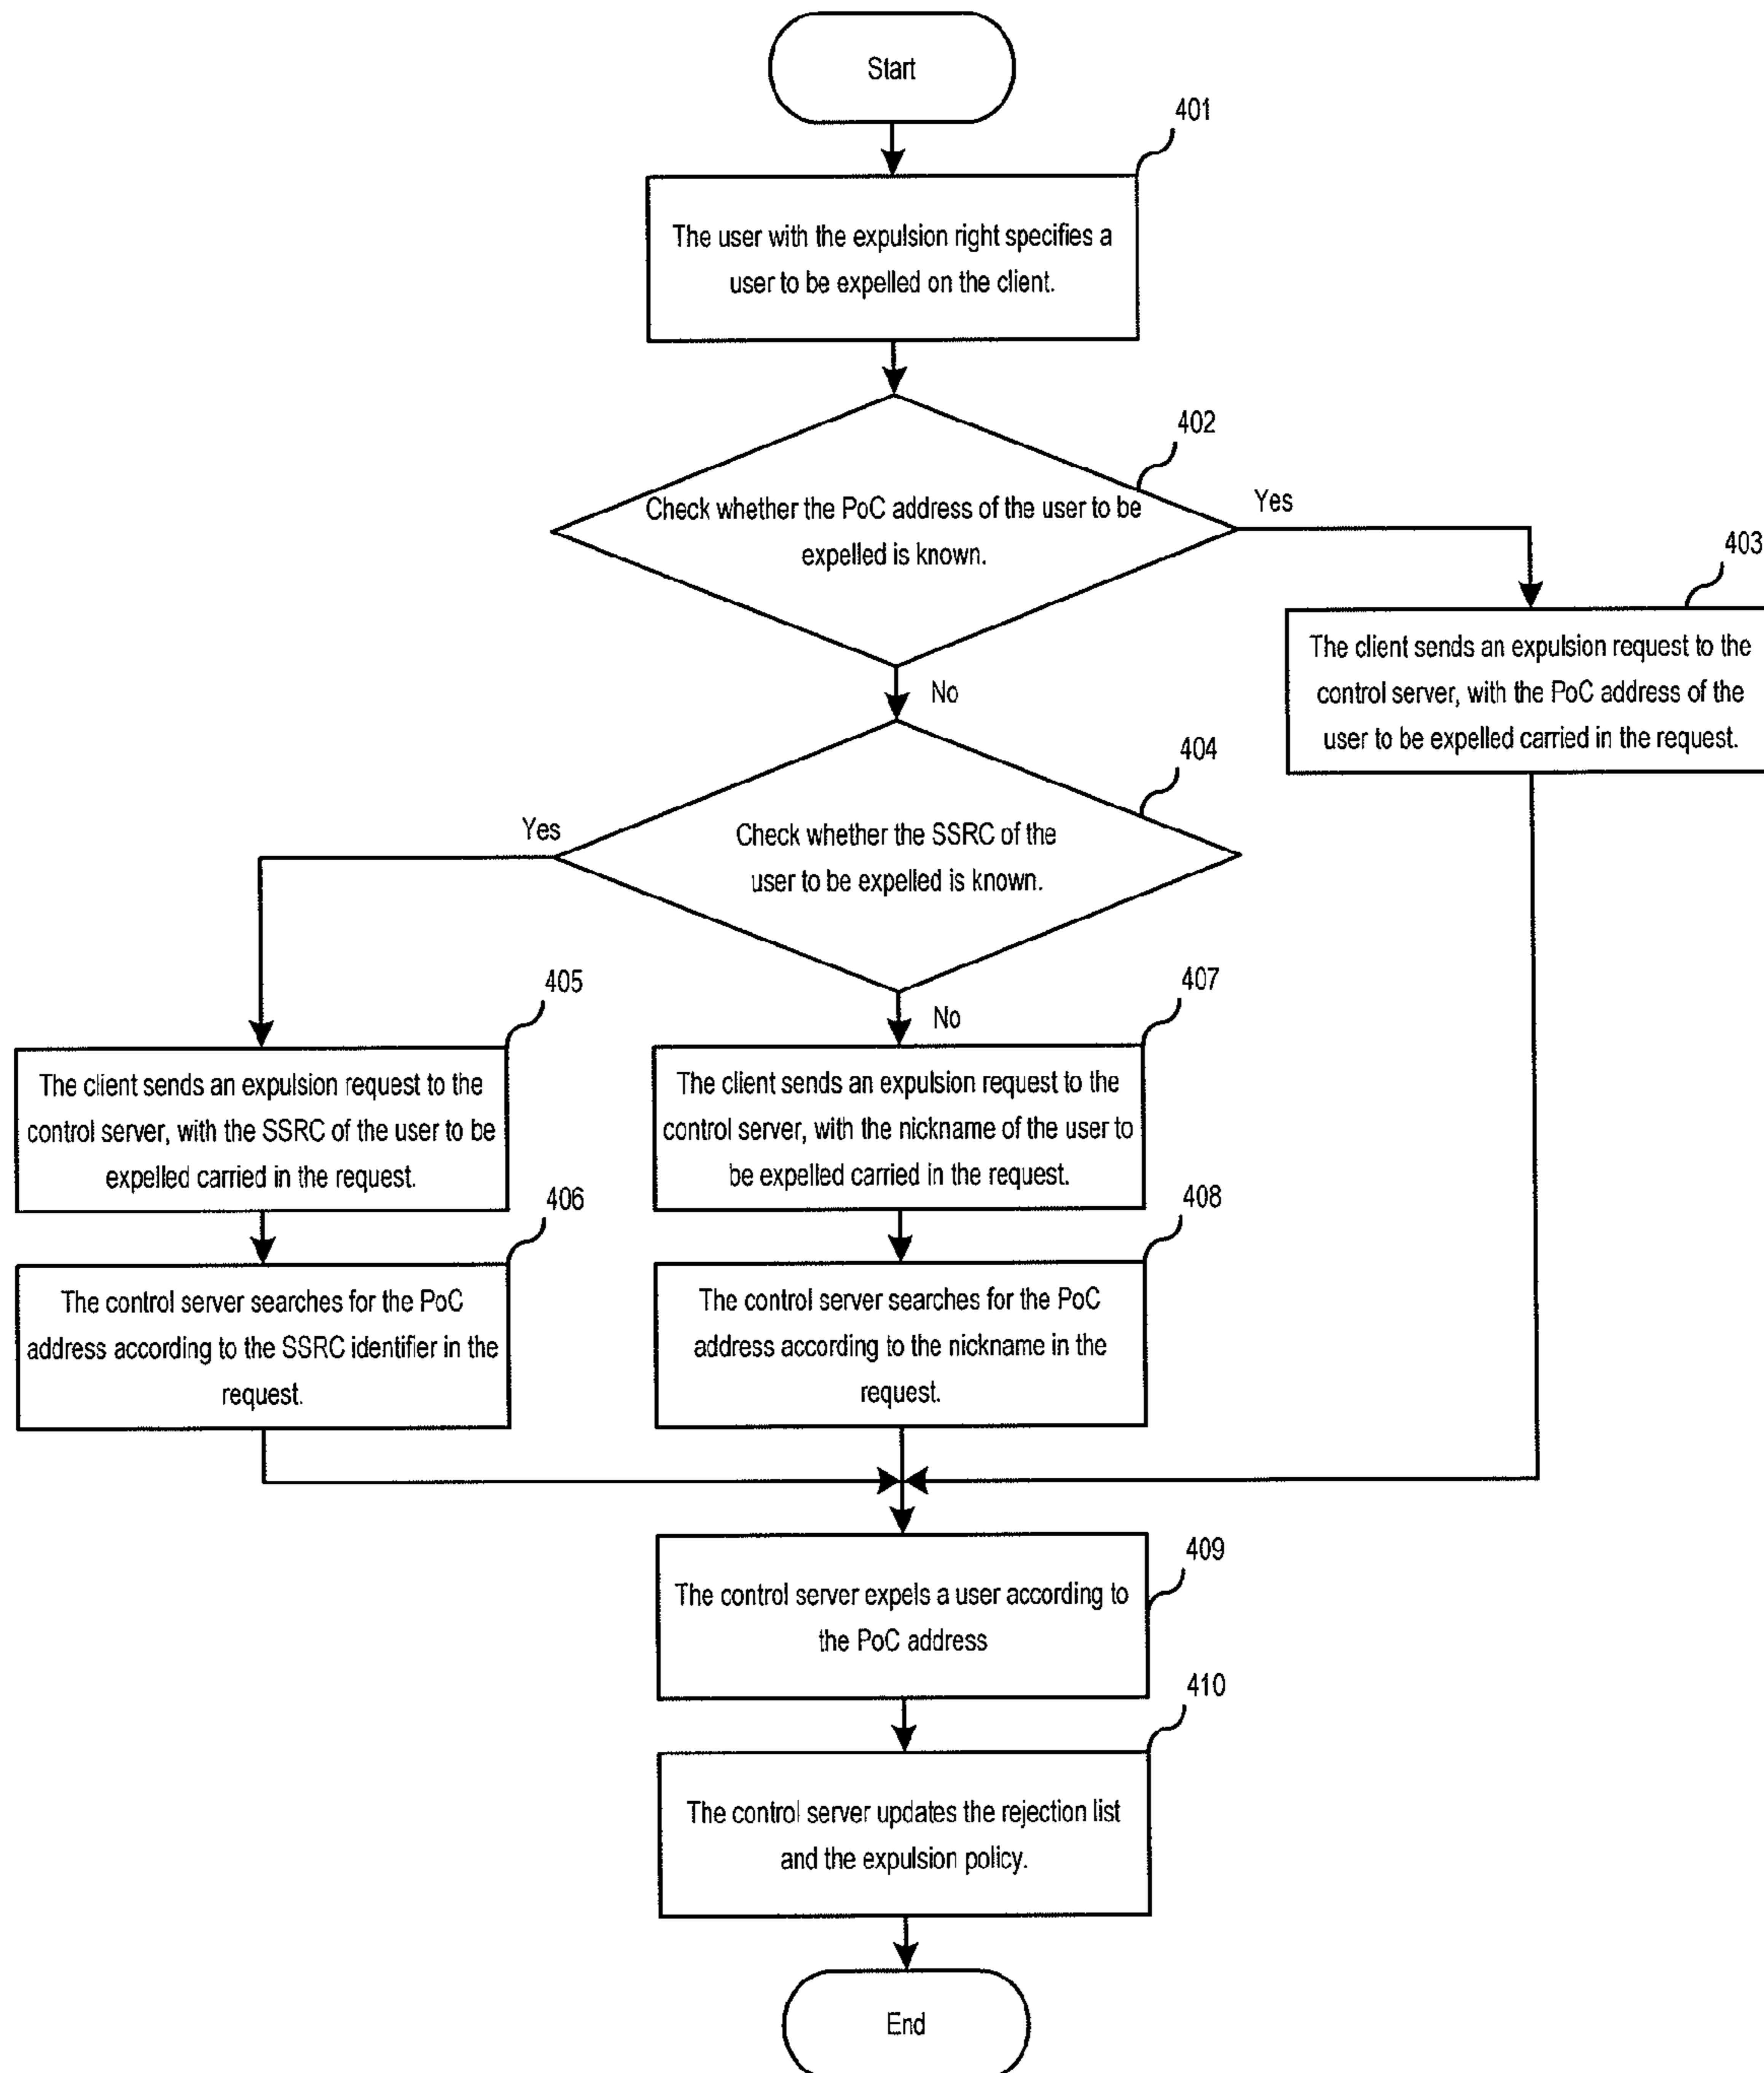 Start
401
The user with the expulsion right specifies a
user to be expelled on the client.
402
Check whether the PoC address of the user to be
expelled is known.
Yes
403
The client sends an expulsion request to the
control server, with the PoC address of the
user to be expelled carried in the request.
No
404
Check whether the SSRC of the
user to be expelled is known.
Yes
405
The client sends an expulsion request to the
control server, with the SSRC of the user to be
expelled carried in the request.
No
407
The client sends an expulsion request to the
control server, with the nickname of the user to
be expelled carried in the request.
406
The control server searches for the PoC
address according to the SSRC identifier in the
request.
408
The control server searches for the PoC
address according to the nickname in the
request.
409
The control server expels a user according to
the PoC address
410
The control server updates the rejection list
and the expulsion policy.
End